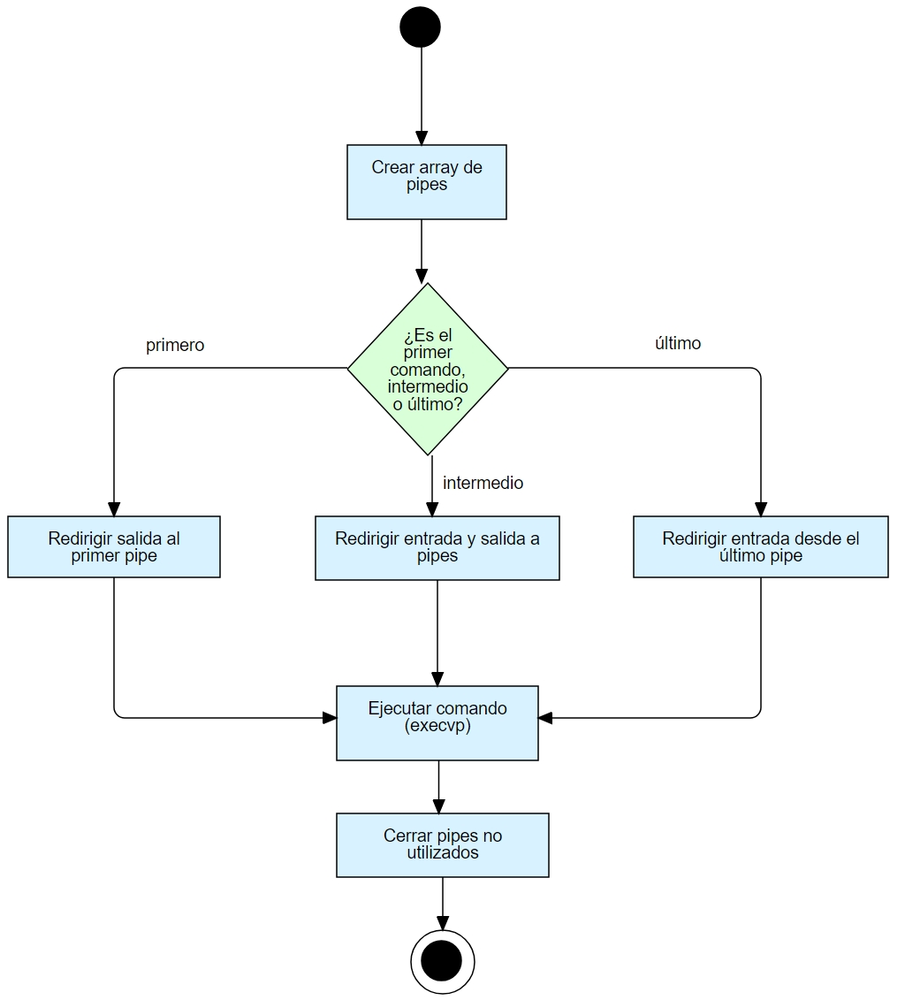 Crear array de
pipes
¿Es el
primer
comando,
intermedio
o último?
primero
último
intermedio
Redirigir salida al
primer pipe
Redirigir entrada y salida a
pipes
Redirigir entrada desde el
último pipe
Ejecutar comando
(execvp)
Cerrar pipes no
utilizados